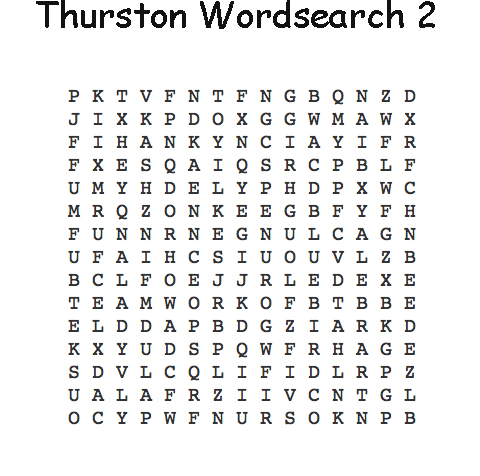 Thurston Wordsearch 2
P K T V F N T F N G B Q N Z D
J I X K P D O X G G W M A W X
F I H A N K Y N C I A Y I F R
F X E S Q A I Q S R C P B L F
U M Y H D E L Y P H D P X W C
M R Q Z O N K E E G B F Y F H
F U N N R N E G N U L C A G N
U F A I H C S I U O U V L Z B
B C L F O E J J R L E D E X E
T E A M W O R K O F B T B B E
E L D D A P B D G Z I A R K D
K X Y U D S P Q W F R H A G E
S D V L C Q L I F I D L R P Z
U A L A F R Z I I V C N T G L
O C Y P W F N U R S O K N P B